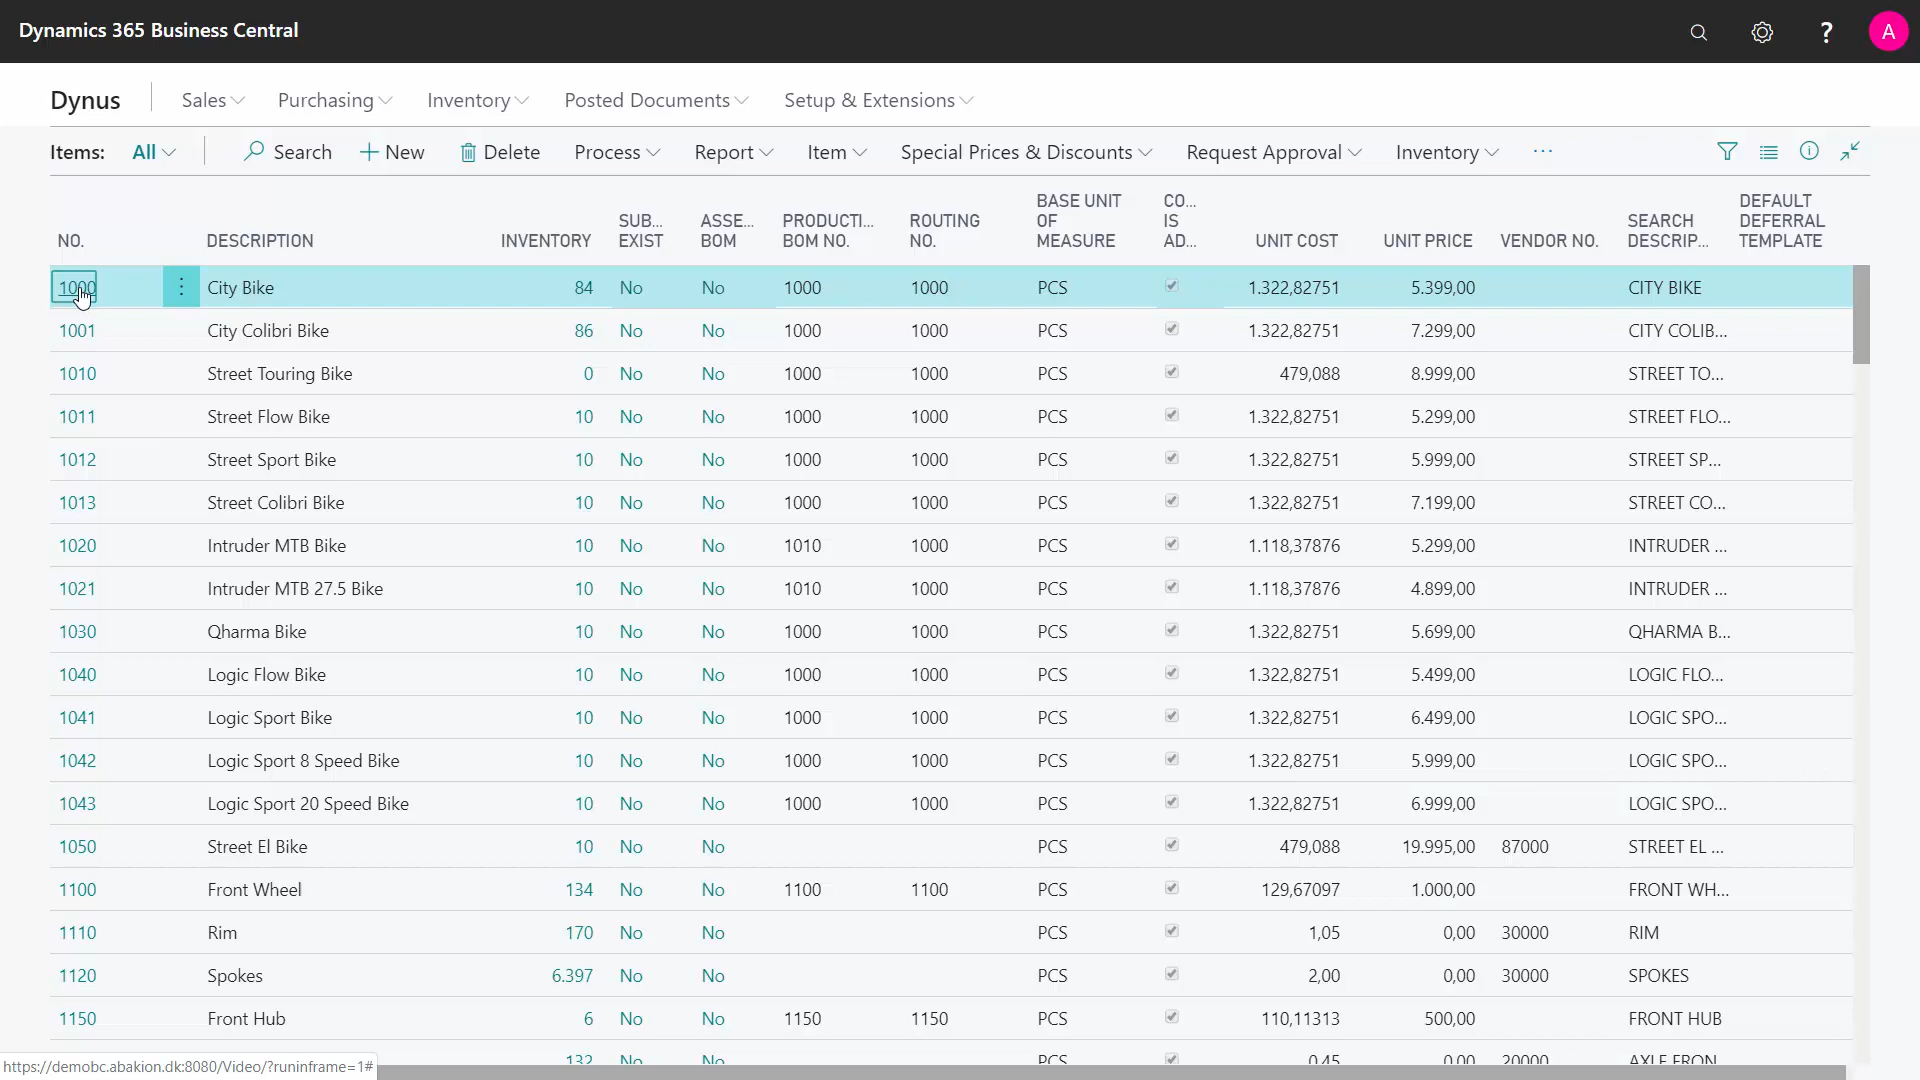 Dynamics 365 Business Central
? A
Dynus Sales Purchasing Inventory Posted Documents Setup & Extensions
Items: All Search New Delete Process Report Item Special Prices & Discounts Request Approval Inventory ...
NO. DESCRIPTION INVENTORY SUB... EXIST ASSE... BOM PRODUCTI... BOM NO. ROUTING NO. BASE UNIT OF MEASURE CO... IS AD... UNIT COST UNIT PRICE VENDOR NO. SEARCH DESCRIP... DEFAULT DEFERRAL TEMPLATE
1000 City Bike 84 No No 1000 1000 PCS 1.322,82751 5.399,00 CITY BIKE
1001 City Colibri Bike 86 No No 1000 1000 PCS 1.322,82751 7.299,00 CITY COLIB...
1010 Street Touring Bike 0 No No 1000 1000 PCS 479,088 8.999,00 STREET TO...
1011 Street Flow Bike 10 No No 1000 1000 PCS 1.322,82751 5.299,00 STREET FLO...
1012 Street Sport Bike 10 No No 1000 1000 PCS 1.322,82751 5.999,00 STREET SP...
1013 Street Colibri Bike 10 No No 1000 1000 PCS 1.322,82751 7.199,00 STREET CO...
1020 Intruder MTB Bike 10 No No 1010 1000 PCS 1.118,37876 5.299,00 INTRUDER ...
1021 Intruder MTB 27.5 Bike 10 No No 1010 1000 PCS 1.118,37876 4.899,00 INTRUDER ...
1030 Qharma Bike 10 No No 1000 1000 PCS 1.322,82751 5.699,00 QHARMA B...
1040 Logic Flow Bike 10 No No 1000 1000 PCS 1.322,82751 5.499,00 LOGIC FLO...
1041 Logic Sport Bike 10 No No 1000 1000 PCS 1.322,82751 6.499,00 LOGIC SPO...
1042 Logic Sport 8 Speed Bike 10 No No 1000 1000 PCS 1.322,82751 5.999,00 LOGIC SPO...
1043 Logic Sport 20 Speed Bike 10 No No 1000 1000 PCS 1.322,82751 6.999,00 LOGIC SPO...
1050 Street El Bike 10 No No PCS 479,088 19.995,00 87000 STREET EL ...
1100 Front Wheel 134 No No 1100 1100 PCS 129,67097 1.000,00 FRONT WH...
1110 Rim 170 No No PCS 1,05 0,00 30000 RIM
1120 Spokes 6.397 No No PCS 2,00 0,00 30000 SPOKES
1150 Front Hub 6 No No 1150 1150 PCS 110,11313 500,00 FRONT HUB
132 No No PCS 0,45 0,00 20000 AXLE FRON...
https://demobc.abakion.dk:8080/Video/?runinframe=1#